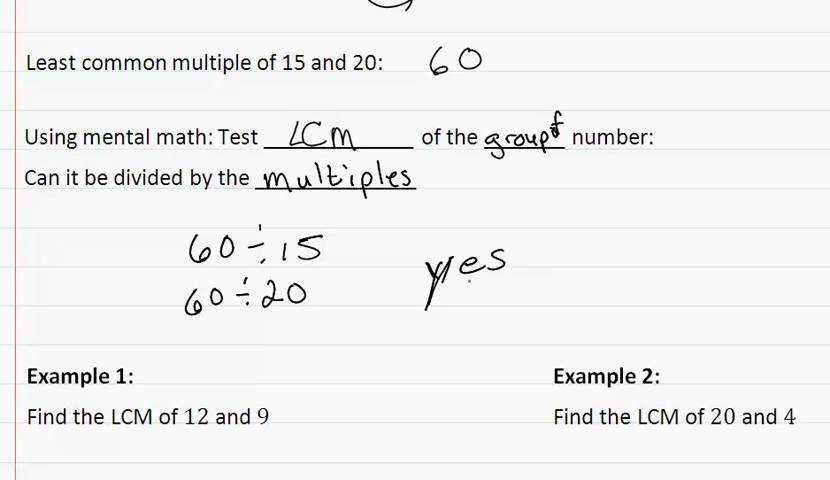 Least common multiple of 15 and 20: 60
Using mental math: Test LCM of the group of number:
Can it be divided by the multiples
60 ÷ 15
yes
60 ÷ 20
Example 1: Example 2:
Find the LCM of 12 and 9 Find the LCM of 20 and 4